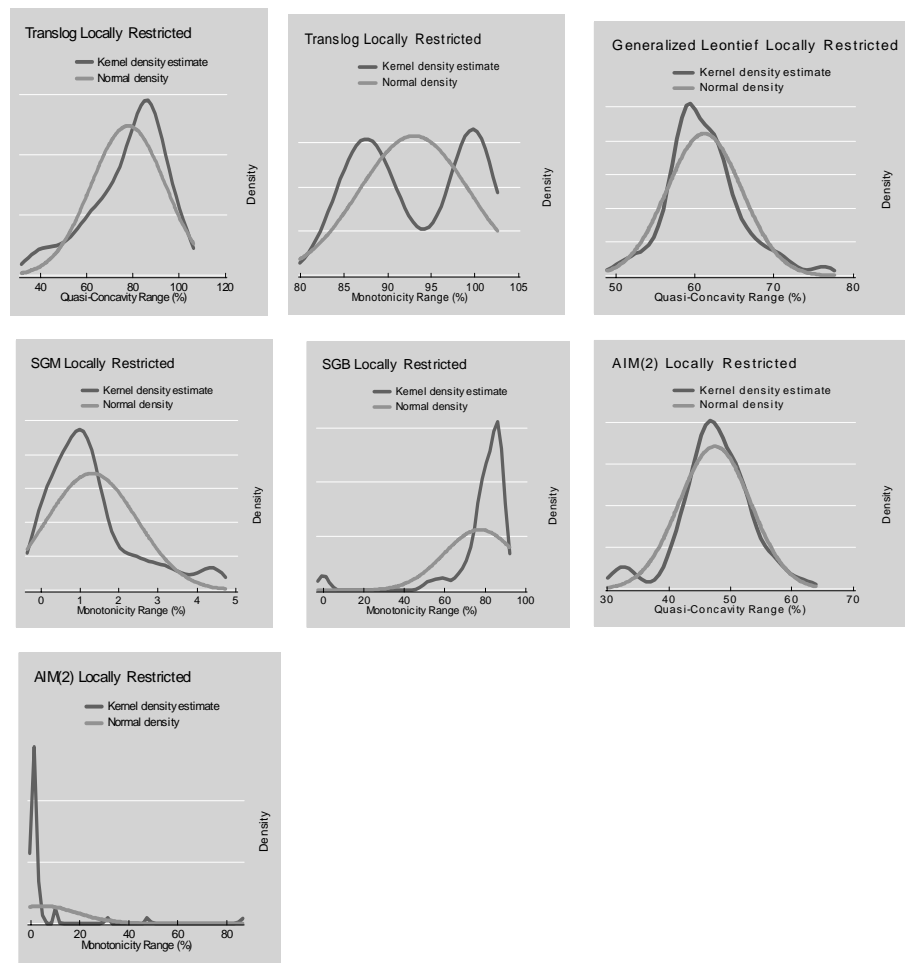 Translog Locally Restricted
Kernel density estimate
Normal density
Density
40 60 80 100 120
Quasi-Concavity Range (%)
Translog Locally Restricted
Kernel density estimate
Normal density
Density
80 85 90 95 100 105
Monotonicity Range (%)
Generalized Leontief Locally Restricted
Kernel density estimate
Normal density
Density
50 60 70 80
Quasi-Concavity Range (%)
SGM Locally Restricted
Kernel density estimate
Normal density
Density
0 1 2 3 4 5
Monotonicity Range (%)
SGB Locally Restricted
Kernel density estimate
Normal density
Density
0 20 40 60 80 100
Monotonicity Range (%)
AIM(2) Locally Restricted
Kernel density estimate
Normal density
Density
30 40 50 60 70
Quasi-Concavity Range (%)
AIM(2) Locally Restricted
Kernel density estimate
Normal density
Density
0 20 40 60 80
Monotonicity Range (%)